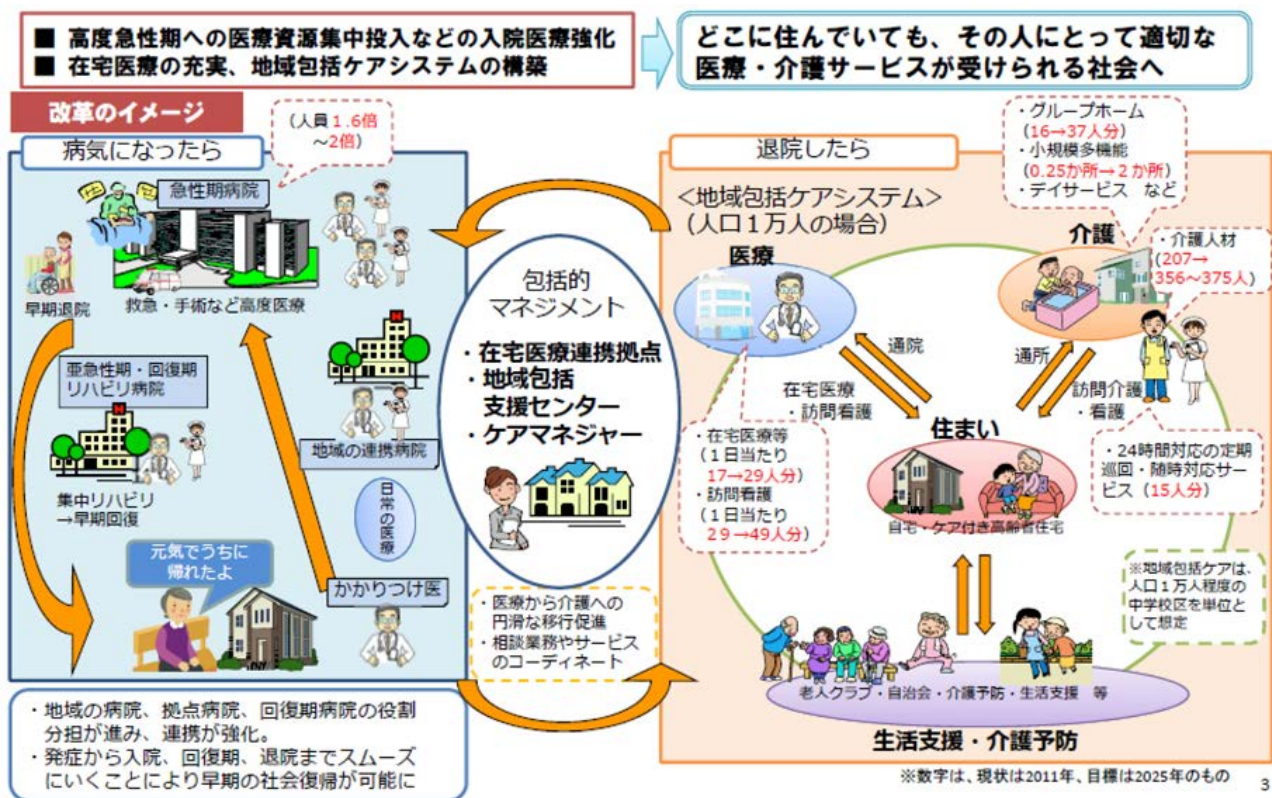 ■ 高度急性期への医療資源集中投入などの入院医療強化
■ 在宅医療の充実、地域包括ケアシステムの構築
どこに住んでいても、その人にとって適切な
医療・介護サービスが受けられる社会へ
改革のイメージ
病気になったら
(人員1.6倍
～2倍)
急性期病院
早期退院
救急・手術など高度医療
亜急性期・回復期
リハビリ病院
集中リハビリ
→早期回復
地域の連携病院
日常の医療
元気でうちに
帰れたよ
かかりつけ医
・地域の病院、拠点病院、回復期病院の役割
分担が進み、連携が強化。
・発症から入院、回復期、退院までスムーズ
にいくことにより早期の社会復帰が可能に
包括的
マネジメント
・在宅医療連携拠点
・地域包括
支援センター
・ケアマネジャー
・医療から介護への
円滑な移行促進
・相談業務やサービス
のコーディネート
退院したら
<地域包括ケアシステム>
(人口1万人の場合)
・グループホーム
(16→37人分)
・小規模多機能
(0.25か所→2か所)
・デイサービス など
医療
介護
・介護人材
(207→
356～375人)
通院
在宅医療
・訪問看護
通所
訪問介護
・看護
・在宅医療等
(1日当たり
17→29人分)
・訪問看護
(1日当たり
29→49人分)
住まい
自宅・ケア付き高齢者住宅
・24時間対応の定期
巡回・随時対応サー
ビス(15人分)
※地域包括ケアは、
人口1万人程度の
中学校区を単位と
して想定
老人クラブ・自治会・介護予防・生活支援 等
生活支援・介護予防
※数字は、現状は2011年、目標は2025年のもの
3